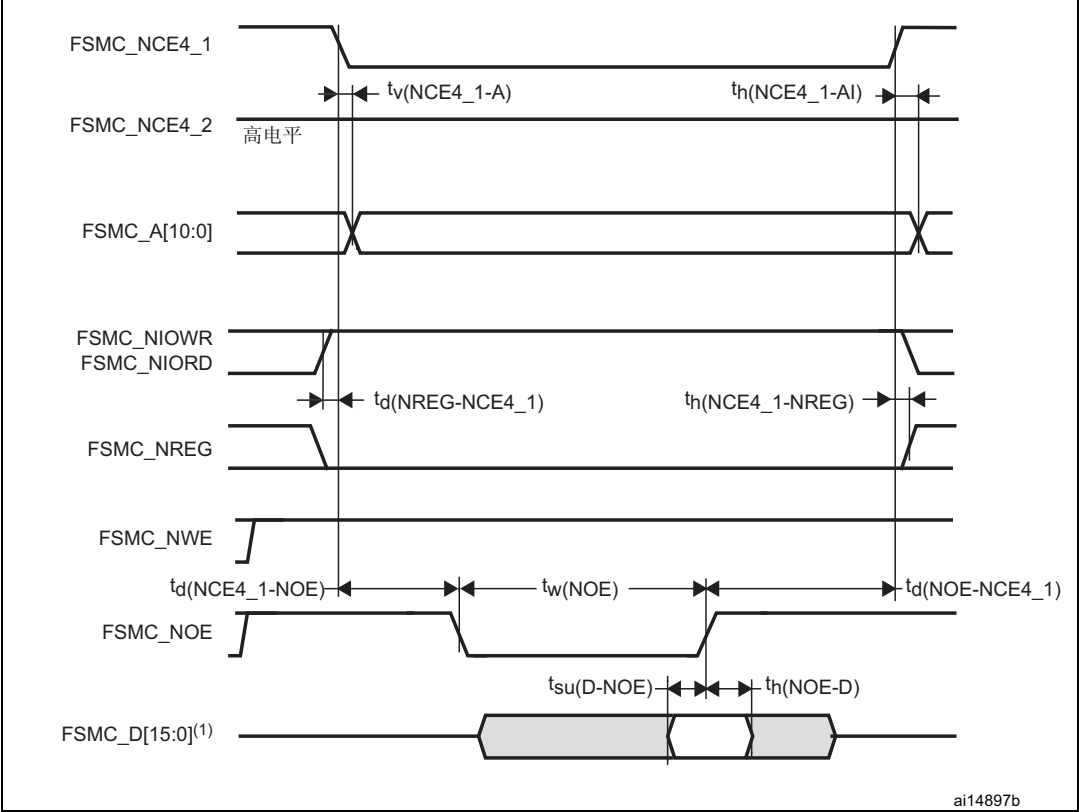 FSMC_NCE4_1
tv(NCE4_1-A)
th(NCE4_1-AI)
FSMC_NCE4_2
高电平
FSMC_A[10:0]
FSMC_NIOWR
FSMC_NIORD
td(NREG-NCE4_1)
th(NCE4_1-NREG)
FSMC_NREG
FSMC_NWE
td(NCE4_1-NOE)
tw(NOE)
td(NOE-NCE4_1)
FSMC_NOE
tsu(D-NOE)
th(NOE-D)
FSMC_D[15:0](1)
ai14897b